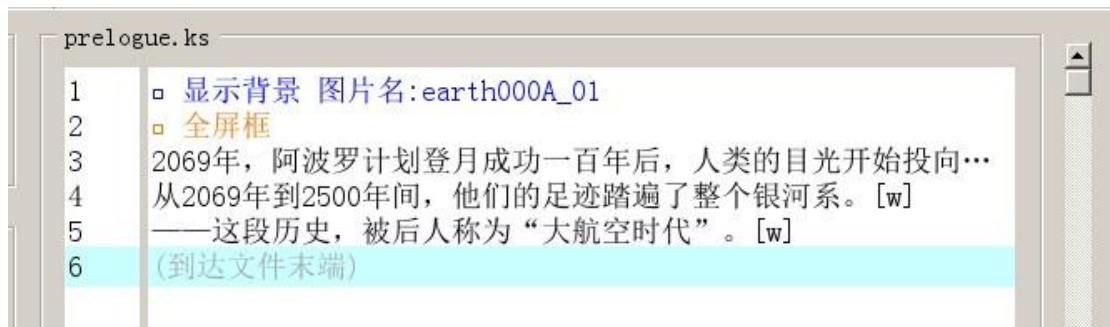 prelogue.ks
1 显示背景 图片名:earth000A_01
2 全屏框
3 2069年，阿波罗计划登月成功一百年后，人类的目光开始投向…
4 从2069年到2500年间，他们的足迹踏遍了整个银河系。[w]
5 ——这段历史，被后人称为“大航空时代”。[w]
6 (到达文件末端)